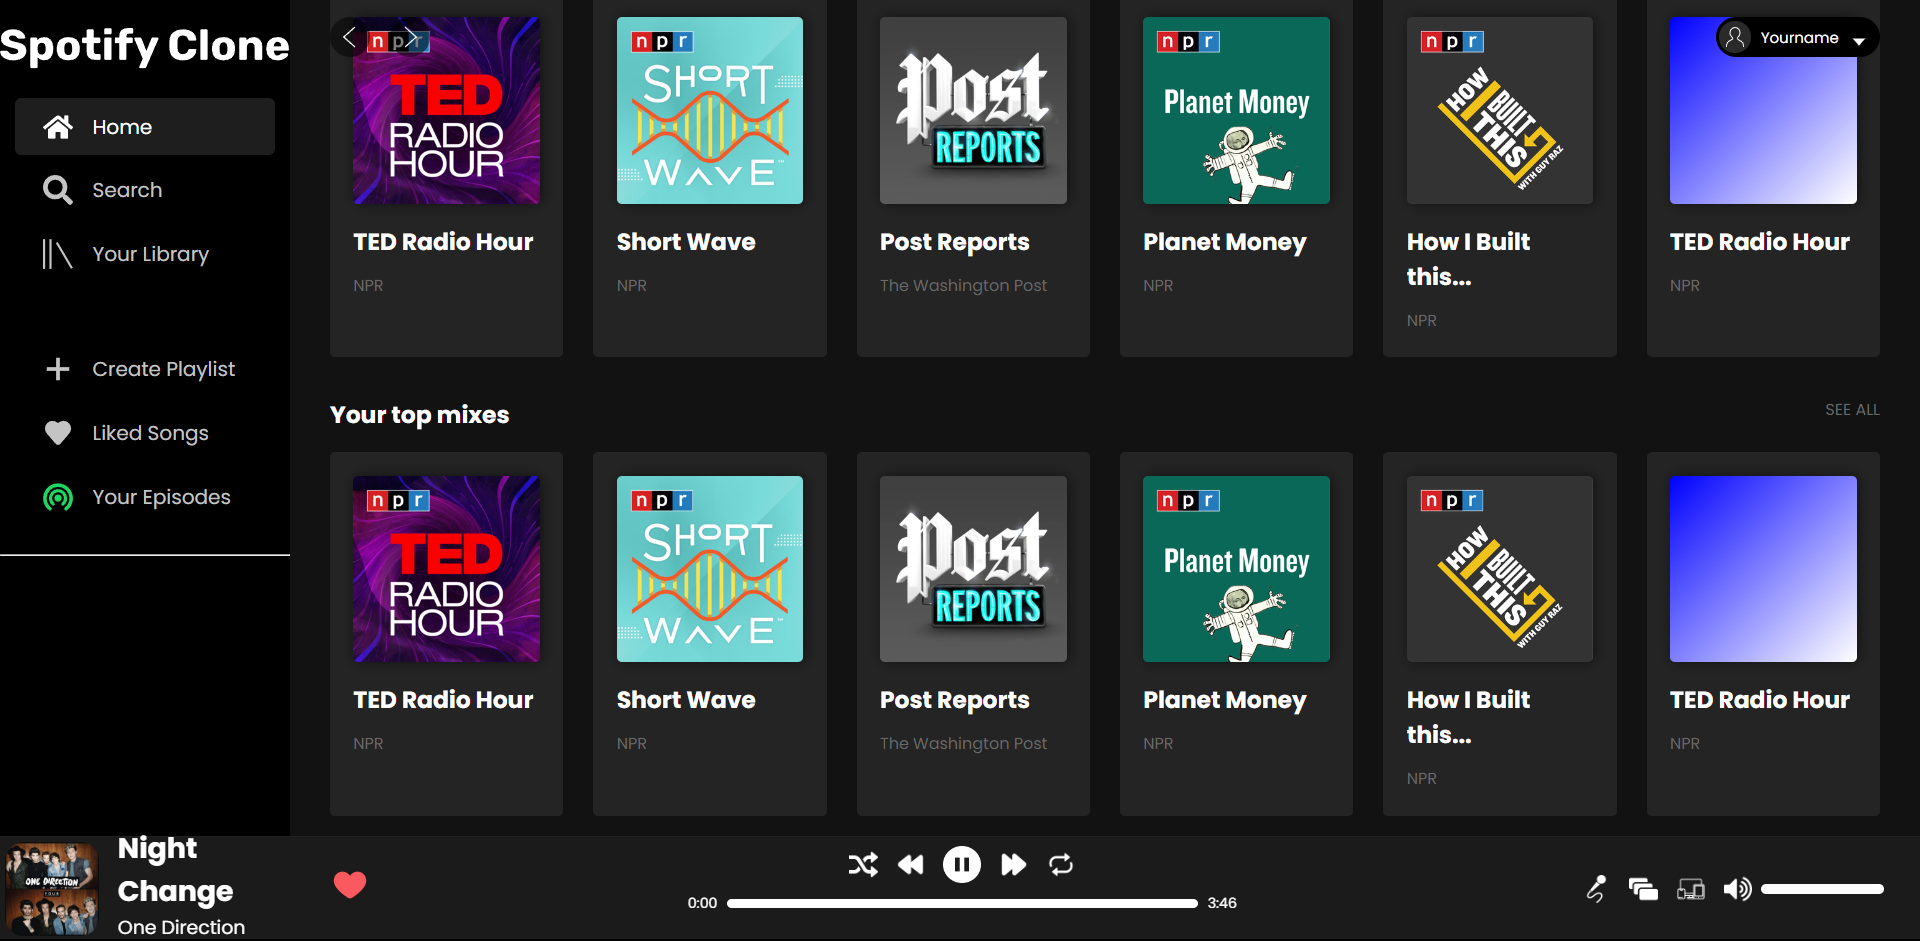 Spotify Clone
Home
Search
Your Library
Create Playlist
Liked Songs
Your Episodes
npr
TED
RADIO
HOUR
npr
SHORT
WAVE
Post
REPORTS
npr
Planet Money
npr
HOW
I BUILT
THIS
WITH GUY RAZ
Yourname
TED Radio Hour
NPR
Short Wave
NPR
Post Reports
The Washington Post
Planet Money
NPR
How I Built
this...
NPR
TED Radio Hour
NPR
Your top mixes
SEE ALL
npr
TED
RADIO
HOUR
npr
SHORT
WAVE
Post
REPORTS
npr
Planet Money
npr
HOW
I BUILT
THIS
WITH GUY RAZ
TED Radio Hour
NPR
Short Wave
NPR
Post Reports
The Washington Post
Planet Money
NPR
How I Built
this...
NPR
TED Radio Hour
NPR
ONE DIRECTION
FOUR
Night
Change
One Direction
0:00
3:46